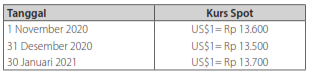 Tanggal Kurs Spot
1 November 2020 US$1= Rp 13.600
31 Desember 2020 US$1= Rp 13.500
30 Januari 2021 US$1= Rp 13.700